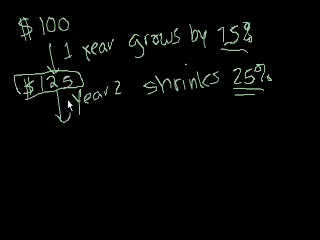 $100
1 year grows by 25%
$125
year 2 shrinks 25%